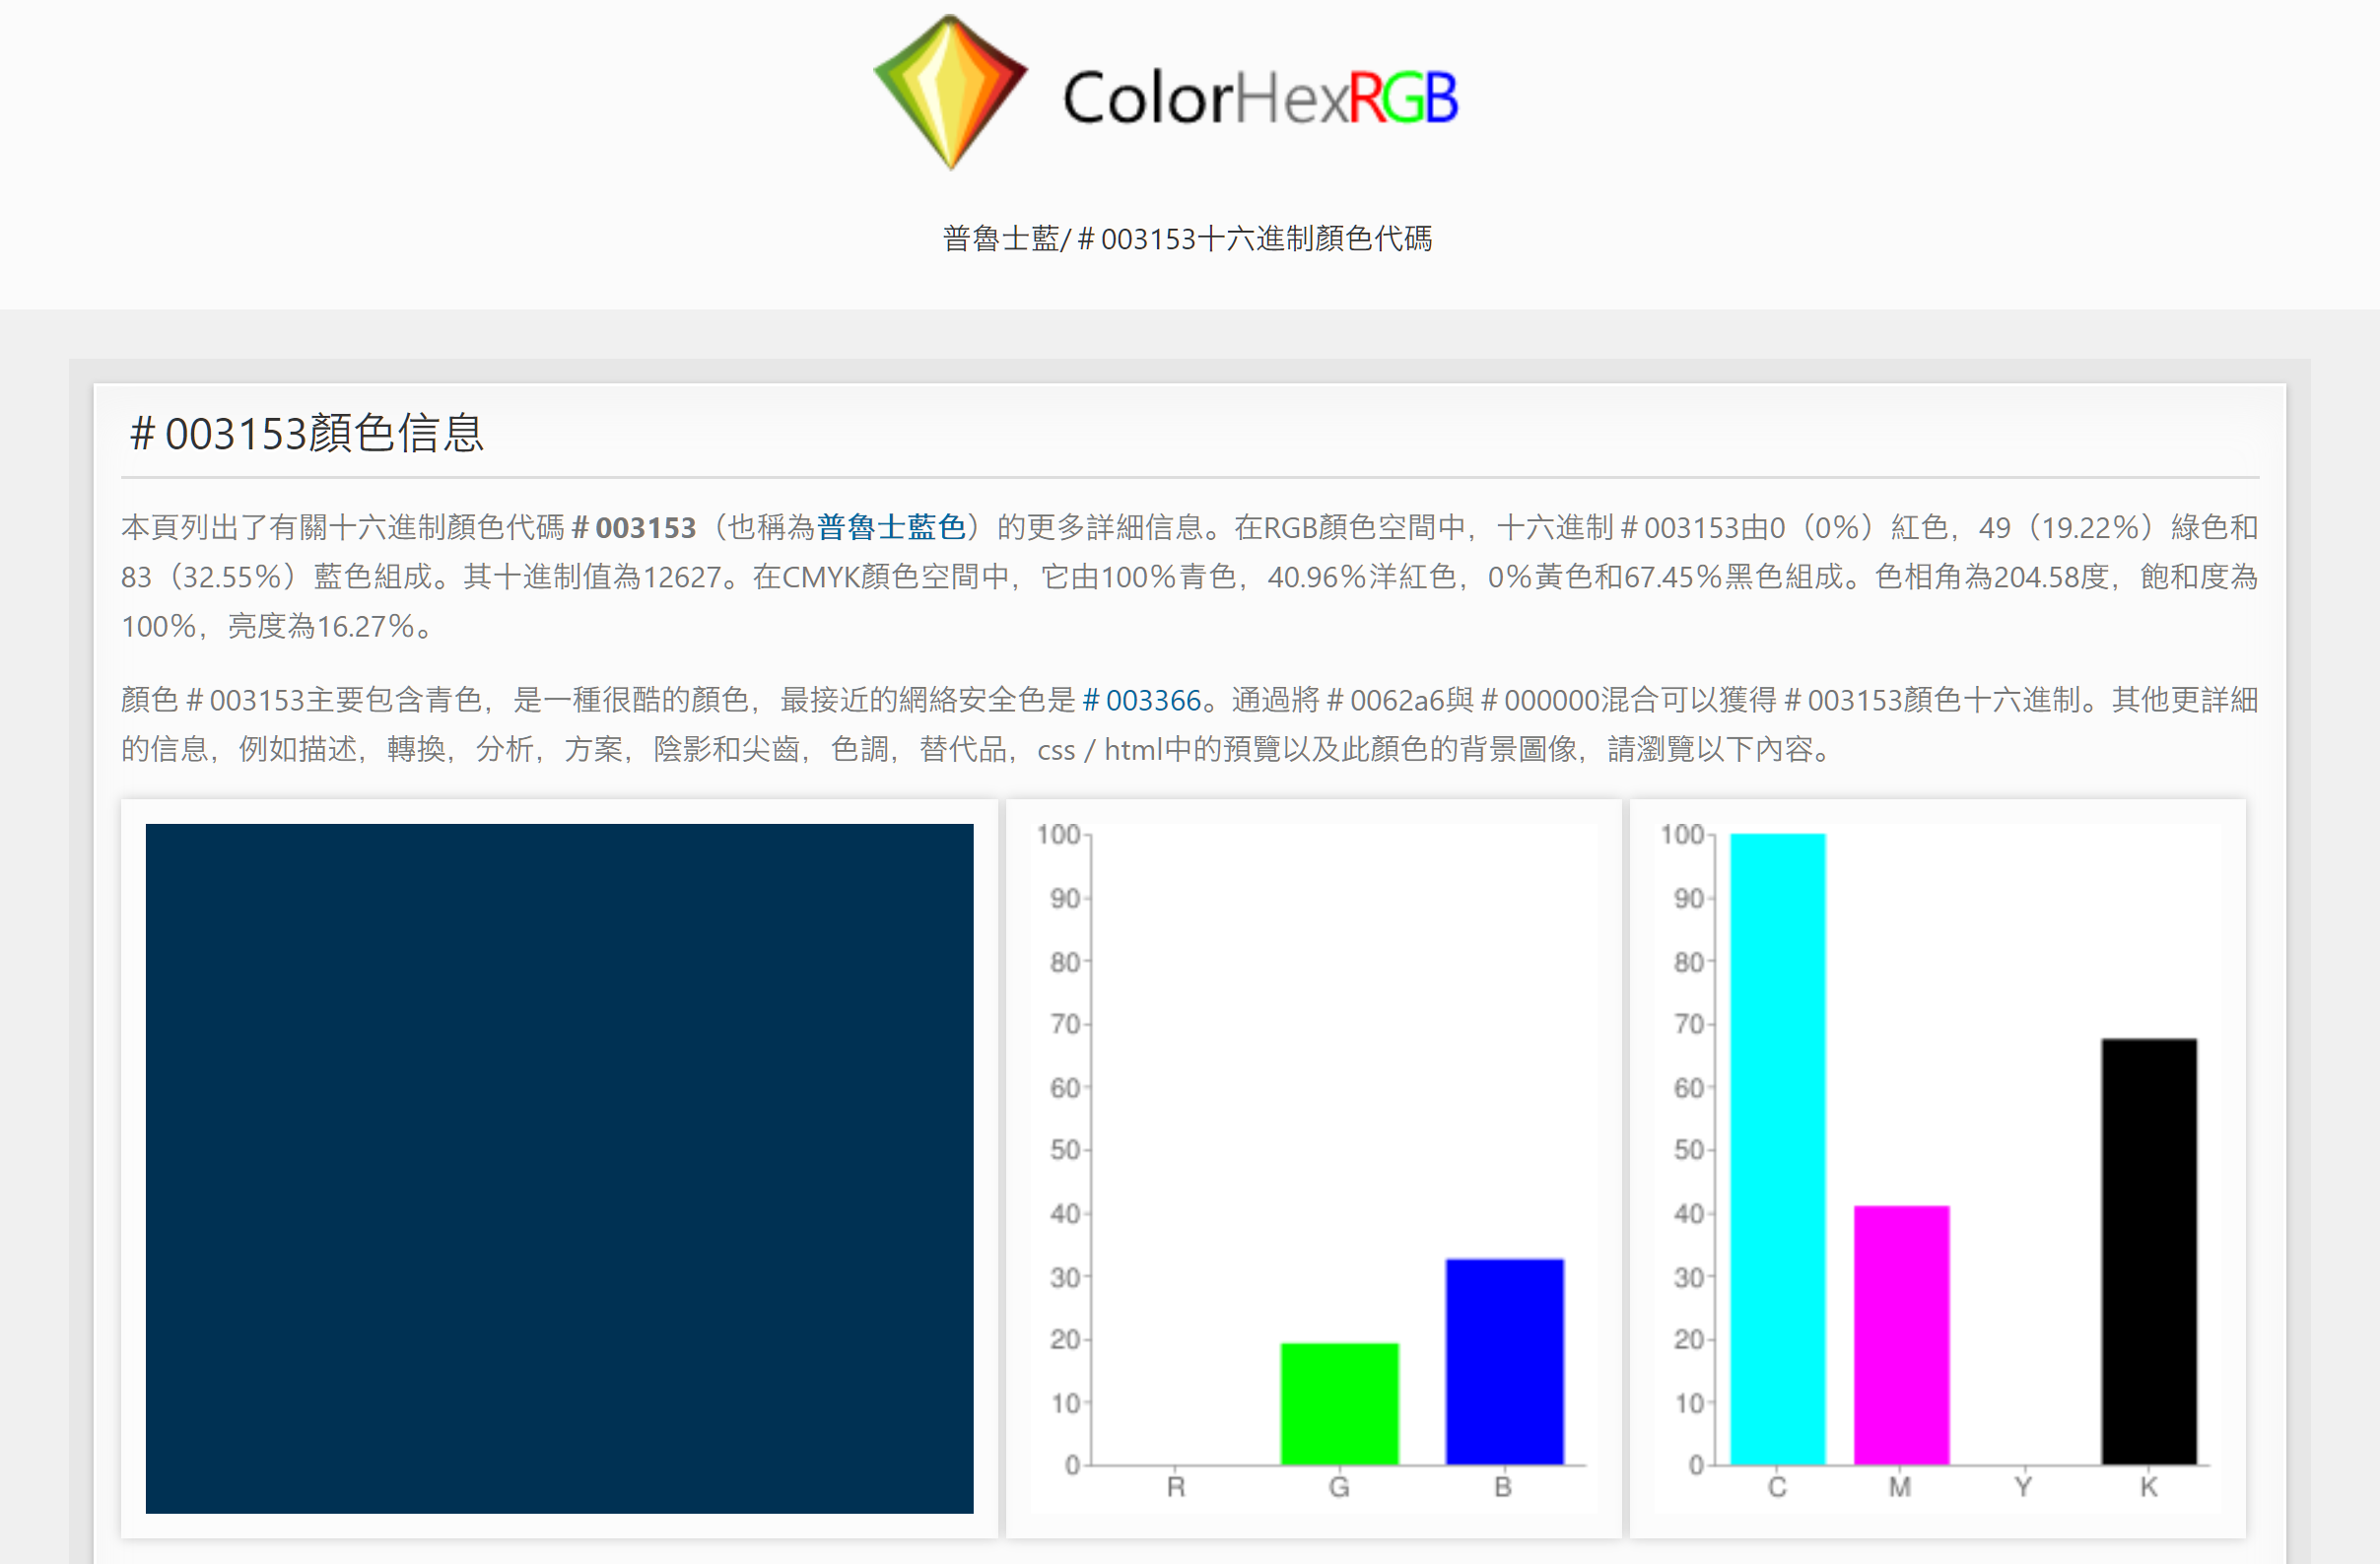 ColorHexRGB
普魯士藍/＃003153十六進制顏色代碼
＃003153顏色信息
本頁列出了有關十六進制顏色代碼＃003153（也稱為普魯士藍色）的更多詳細信息。在RGB顏色空間中，十六進制＃003153由0（0％）紅色，49（19.22％）綠色和
83（32.55％）藍色組成。其十進制值為12627。在CMYK顏色空間中，它由100％青色，40.96％洋紅色，0％黃色和67.45％黑色組成。色相角為204.58度，飽和度為
100％，亮度為16.27％。
顏色＃003153主要包含青色，是一種很酷的顏色，最接近的網絡安全色是＃003366。通過將＃0062a6與＃000000混合可以獲得＃003153顏色十六進制。其他更詳細
的信息，例如描述，轉換，分析，方案，陰影和尖齒，色調，替代品，css / html中的預覽以及此顏色的背景圖像，請瀏覽以下內容。
100
90
80
70
60
50
40
30
20
10
0
R G B
100
90
80
70
60
50
40
30
20
10
0
C M Y K